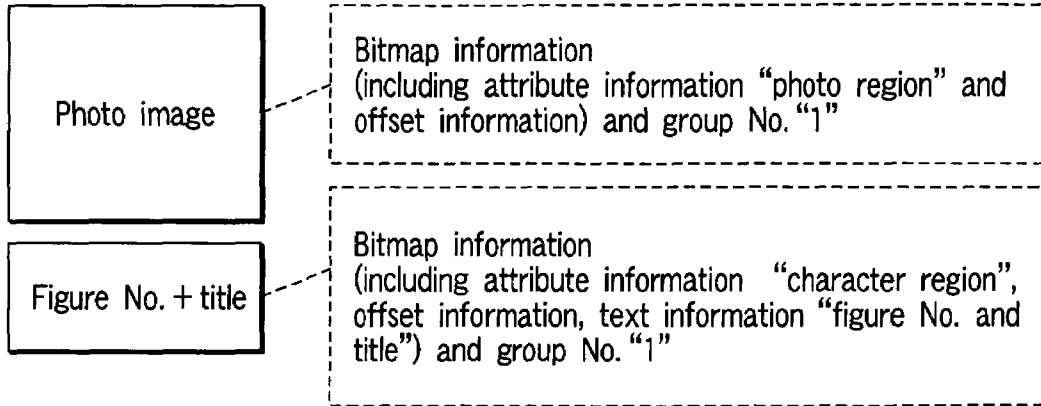 Photo image
Bitmap information
(including attribute information “photo region” and
offset information) and group No. “1”
Figure No. + title
Bitmap information
(including attribute information “character region”,
offset information, text information “figure No. and
title”) and group No. “1”